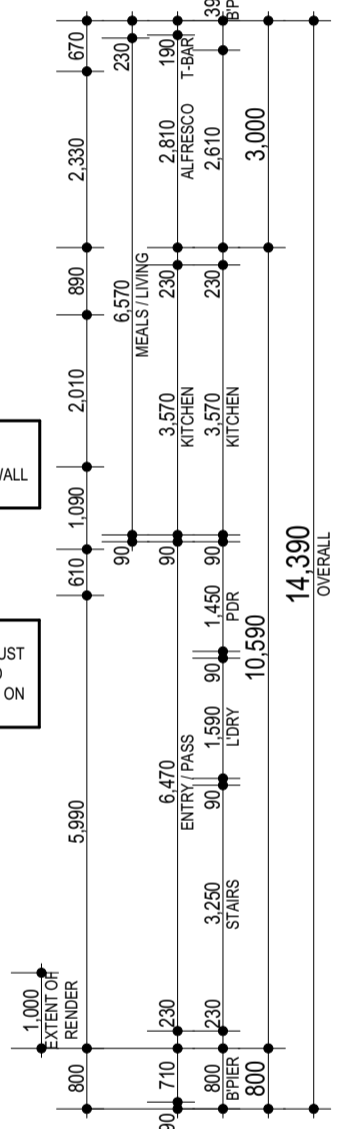 670
2,330
890
2,010
1,090
610
5,990
800
1,000
EXTENT OF
RENDER
230
6,570
MEALS / LIVING
90
190
T-BAR
2,810
ALFRESCO
230
3,570
KITCHEN
90
6,470
ENTRY / PASS
230
710
90
2,610
230
3,570
KITCHEN
90
1,450
PDR
90
1,590
L'DRY
90
3,250
STAIRS
230
800
B'PIER
3,000
10,590
800
14,390
OVERALL
ON